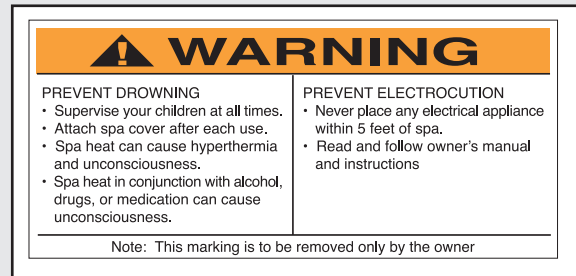 WARNING
PREVENT DROWNING
• Supervise your children at all times.
• Attach spa cover after each use.
• Spa heat can cause hyperthermia
and unconsciousness.
• Spa heat in conjunction with alcohol,
drugs, or medication can cause
unconsciousness.
PREVENT ELECTROCUTION
• Never place any electrical appliance
within 5 feet of spa.
• Read and follow owner's manual
and instructions
Note: This marking is to be removed only by the owner